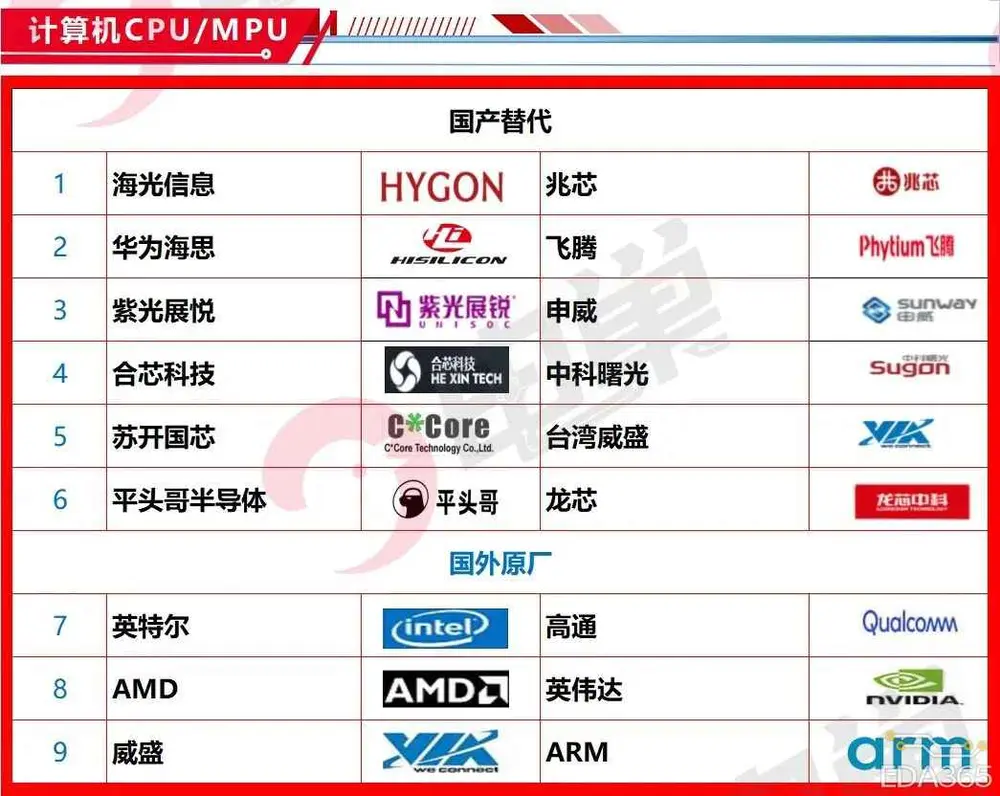 计算机CPU/MPU
国产替代
1 海光信息 HYGON 兆芯 兆芯
2 华为海思 HISILICON 飞腾 Phytium飞腾
3 紫光展悦 紫光展锐 UNISOC 申威 SUNWAY 申威
4 合芯科技 合芯科技 HE XIN TECH 中科曙光 中科曙光 Sugon
5 苏开国芯 C*Core C*Core Technology Co.,Ltd. 台湾威盛 VIA we connect
6 平头哥半导体 平头哥 龙芯 龙芯中科 LOONGSON TECHNOLOGY
国外原厂
7 英特尔 intel 高通 Qualcomm
8 AMD AMD 英伟达 NVIDIA.
9 威盛 VIA we connect ARM arm
EDA365